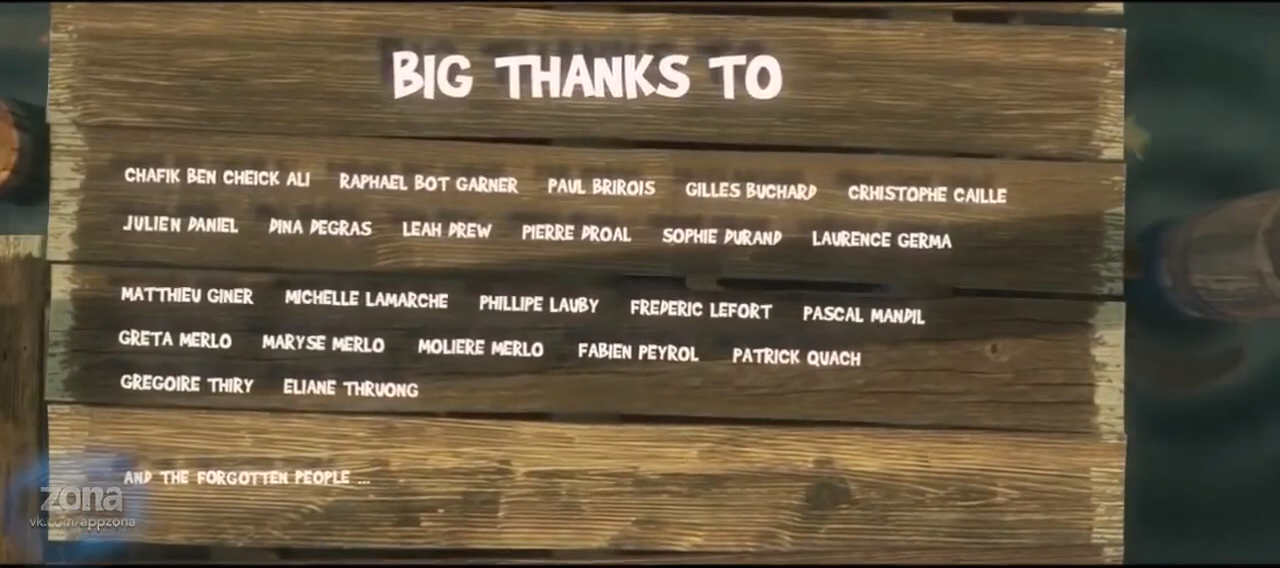 BIG THANKS TO
CHAFIK BEN CHEICK ALI RAPHAEL BOT GARNER PAUL BRIROIS GILLES BUCHARD CRHISTOPHE CAILLE
JULIEN DANIEL DINA DEGRAS LEAH DREW PIERRE DROAL SOPHIE DURAND LAURENCE GERMA
MATTHIEU GINER MICHELLE LAMARCHE PHILLIPE LAUBY FREDERIC LEFORT PASCAL MANDIL
GRETA MERLO MARYSE MERLO MOLIERE MERLO FABIEN PEYROL PATRICK QUACH
GREGOIRE THIRY ELIANE THRUONG
AND THE FORGOTTEN PEOPLE ...
zona
vk.com/appzona